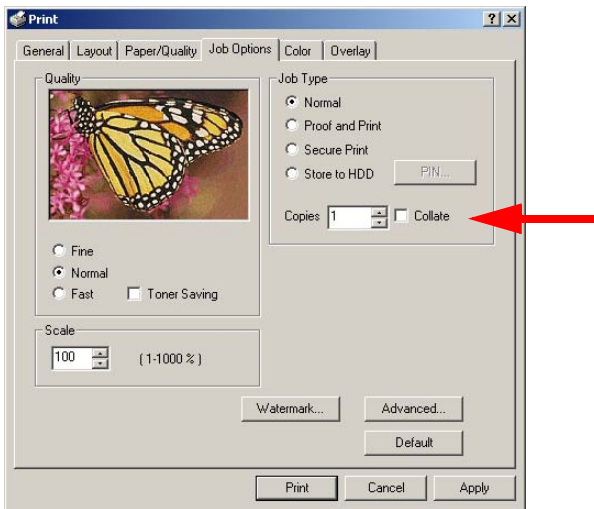 Print
General Layout Paper/Quality Job Options Color Overlay
Quality
Fine
Normal
Fast Toner Saving
Scale
100 (1-1000 %)
Job Type
Normal
Proof and Print
Secure Print
Store to HDD PIN...
Copies 1 Collate
Watermark... Advanced...
Default
Print Cancel Apply